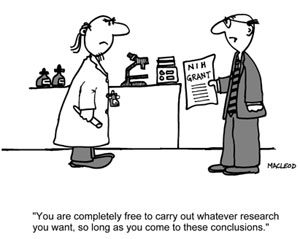 NIH
GRANT
MACLEOD
"You are completely free to carry out whatever research
you want, so long as you come to these conclusions."